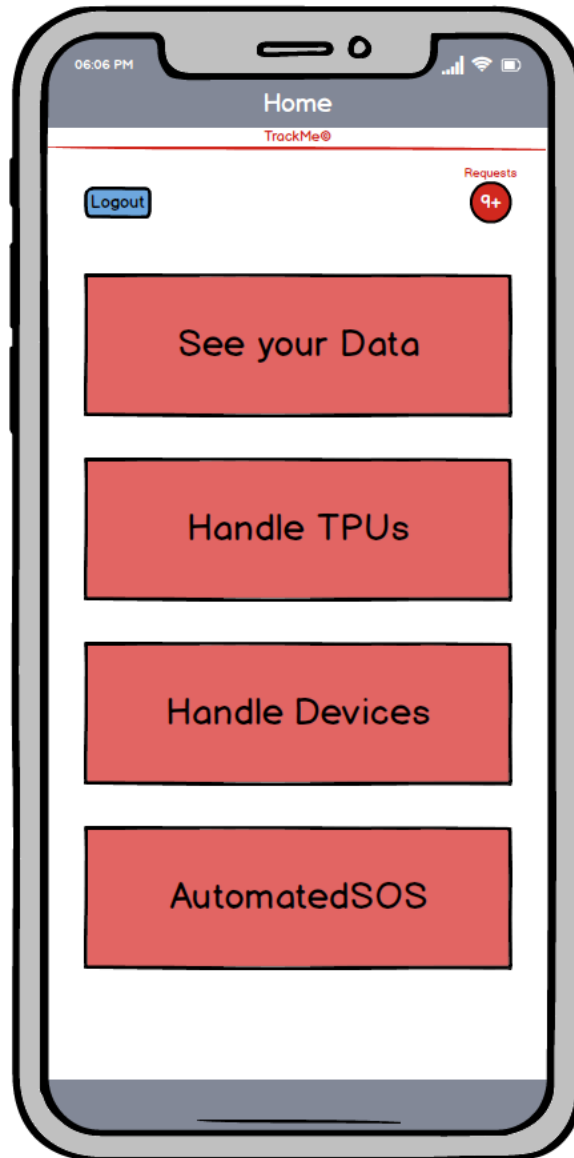 06:06 PM
Home
TrackMe©
Requests
Logout
9+
See your Data
Handle TPUs
Handle Devices
AutomatedSOS